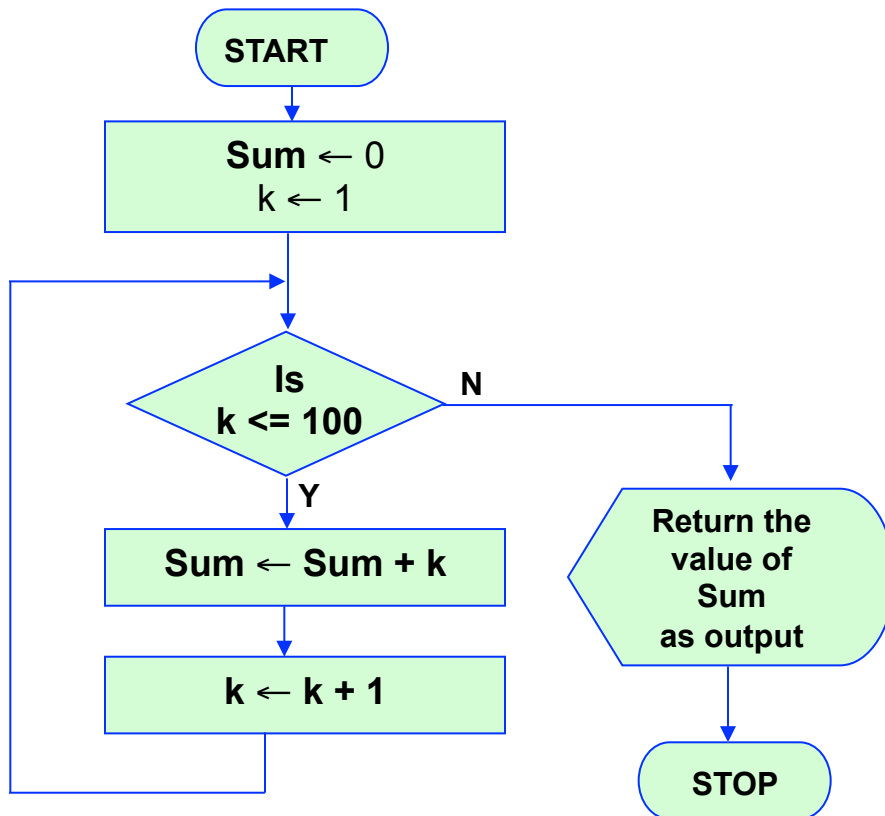 START
Sum ← 0
k ← 1
Is
k <= 100
N
Y
Sum ← Sum + k
k ← k + 1
Return the
value of
Sum
as output
STOP